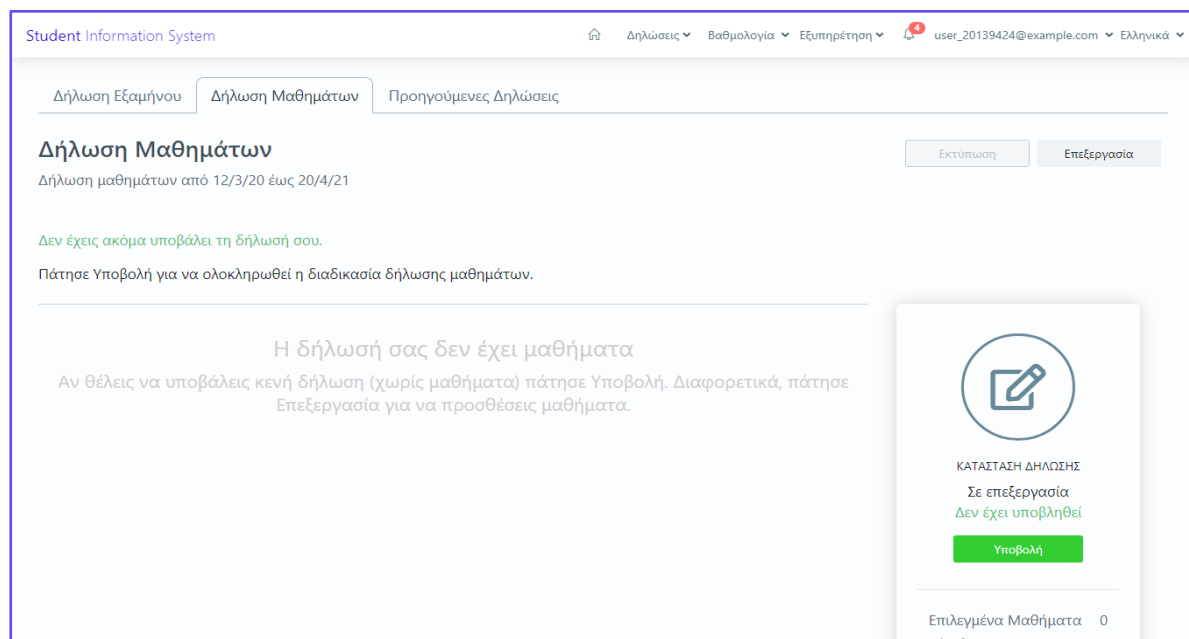 Student Information System
Δηλώσεις Βαθμολογία Εξυπηρέτηση 4 user_20139424@example.com Ελληνικά
Δήλωση Εξαμήνου Δήλωση Μαθημάτων Προηγούμενες Δηλώσεις
Δήλωση Μαθημάτων
Εκτύπωση Επεξεργασία
Δήλωση μαθημάτων από 12/3/20 έως 20/4/21
Δεν έχεις ακόμα υποβάλει τη δήλωσή σου.
Πάτησε Υποβολή για να ολοκληρωθεί η διαδικασία δήλωσης μαθημάτων.
Η δήλωσή σας δεν έχει μαθήματα
Αν θέλεις να υποβάλεις κενή δήλωση (χωρίς μαθήματα) πάτησε Υποβολή. Διαφορετικά, πάτησε
Επεξεργασία για να προσθέσεις μαθήματα.
ΚΑΤΑΣΤΑΣΗ ΔΗΛΩΣΗΣ
Σε επεξεργασία
Δεν έχει υποβληθεί
Υποβολή
Επιλεγμένα Μαθήματα 0